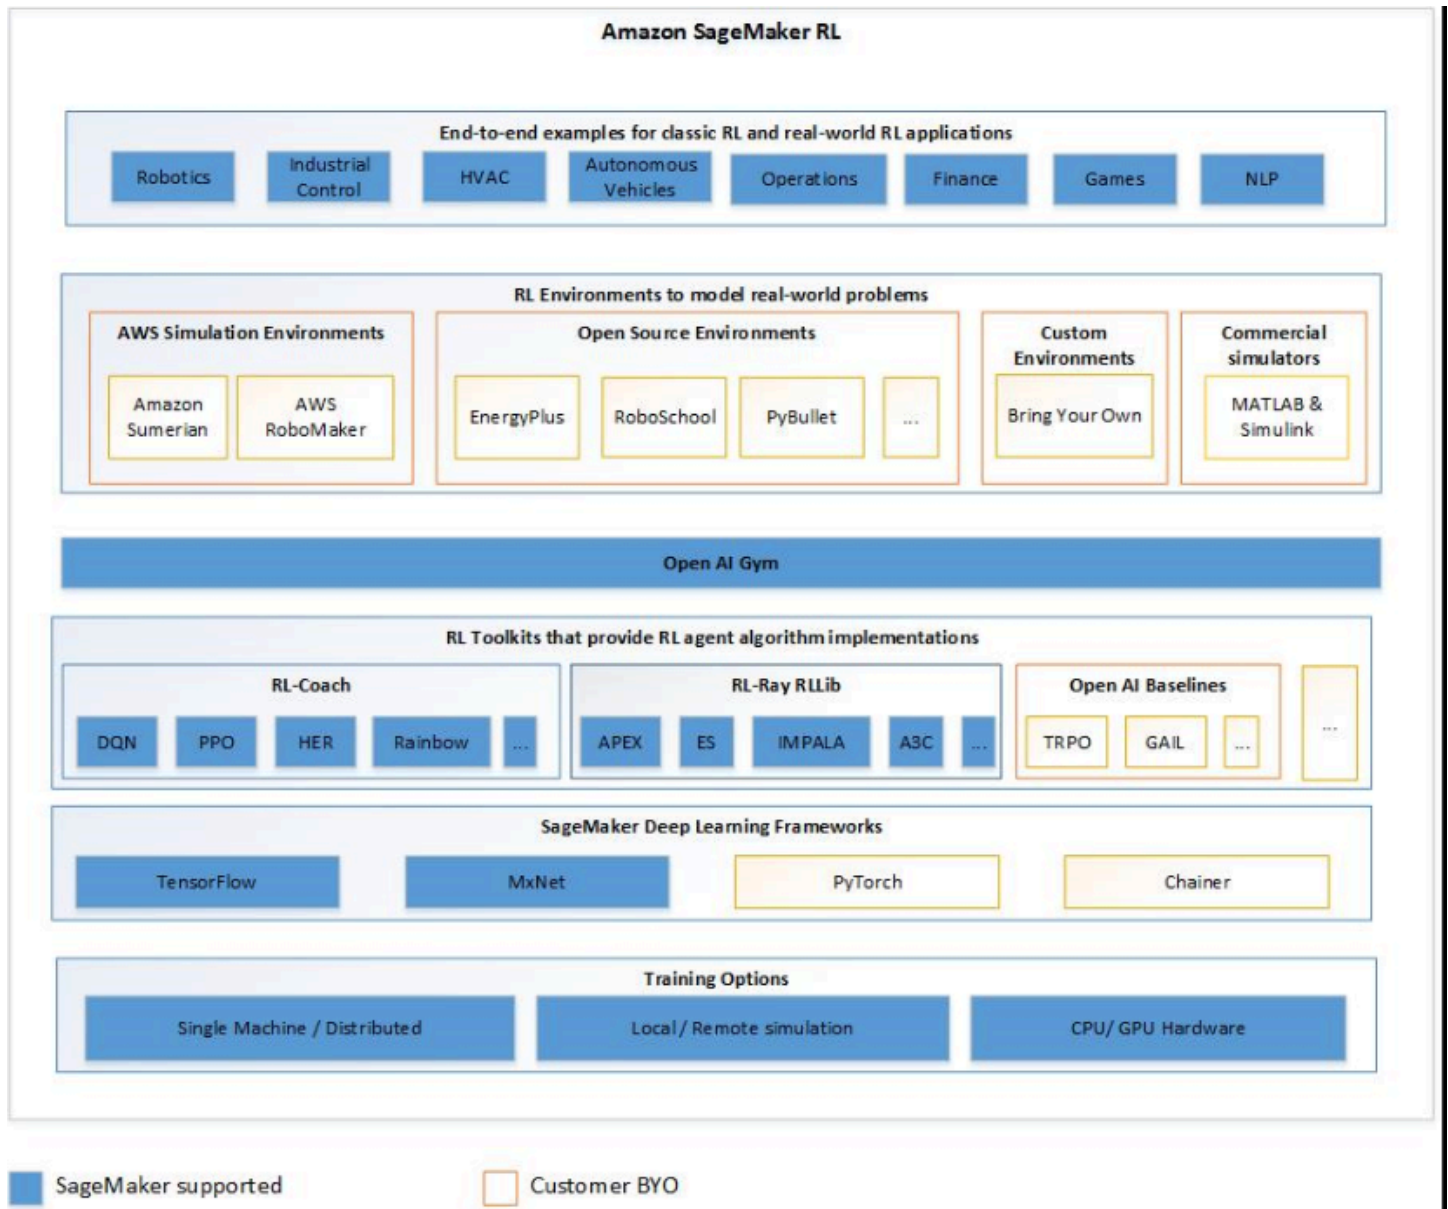 Amazon SageMaker RL
End-to-end examples for classic RL and real-world RL applications
Robotics
Industrial
Control
HVAC
Autonomous
Vehicles
Operations
Finance
Games
NLP
RL Environments to model real-world problems
AWS Simulation Environments
Amazon
Sumerian
AWS
RoboMaker
Open Source Environments
EnergyPlus
RoboSchool
PyBullet
...
Custom
Environments
Bring Your Own
Commercial
simulators
MATLAB &
Simulink
Open AI Gym
RL Toolkits that provide RL agent algorithm implementations
RL-Coach
DQN
PPO
HER
Rainbow
...
RL-Ray RLLib
APEX
ES
IMPALA
A3C
...
Open AI Baselines
TRPO
GAIL
...
...
SageMaker Deep Learning Frameworks
TensorFlow
MxNet
PyTorch
Chainer
Training Options
Single Machine / Distributed
Local / Remote simulation
CPU/ GPU Hardware
SageMaker supported
Customer BYO